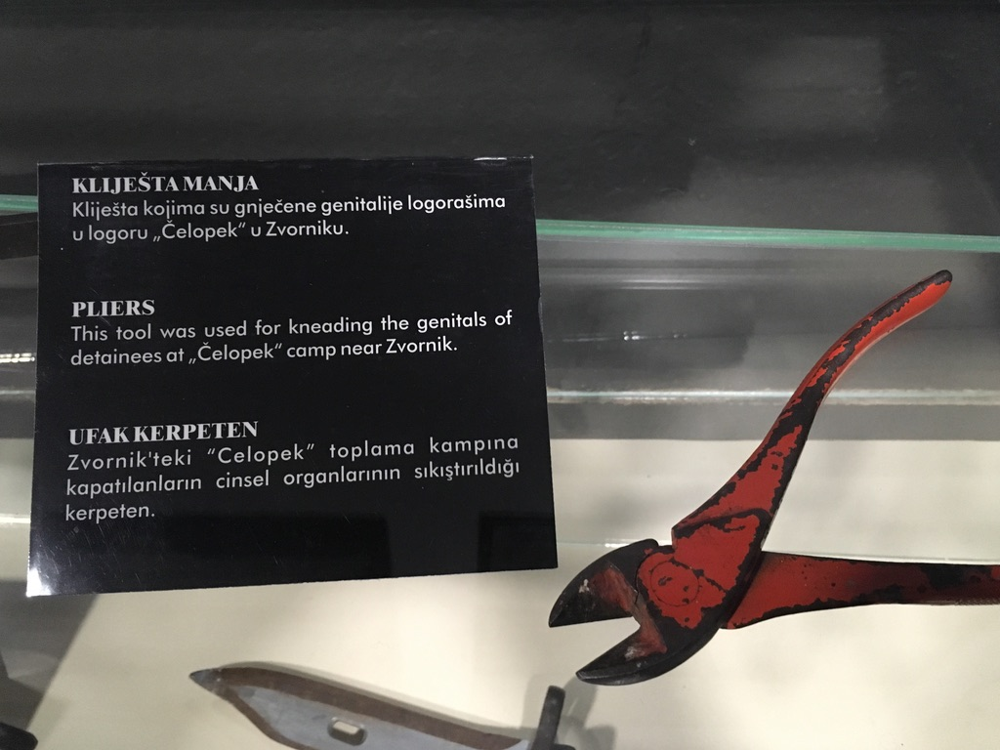 KLIJEŠTA MANJA
Kliješta kojima su gnječene genitalije logorašima
u logoru „Čelopek“ u Zvorniku.
PLIERS
This tool was used for kneading the genitals of
detainees at „Čelopek“ camp near Zvornik.
UFAK KERPETEN
Zvornik'teki “Celopek” toplama kampına
kapatılanların cinsel organlarının sıkıştırıldığı
kerpeten.